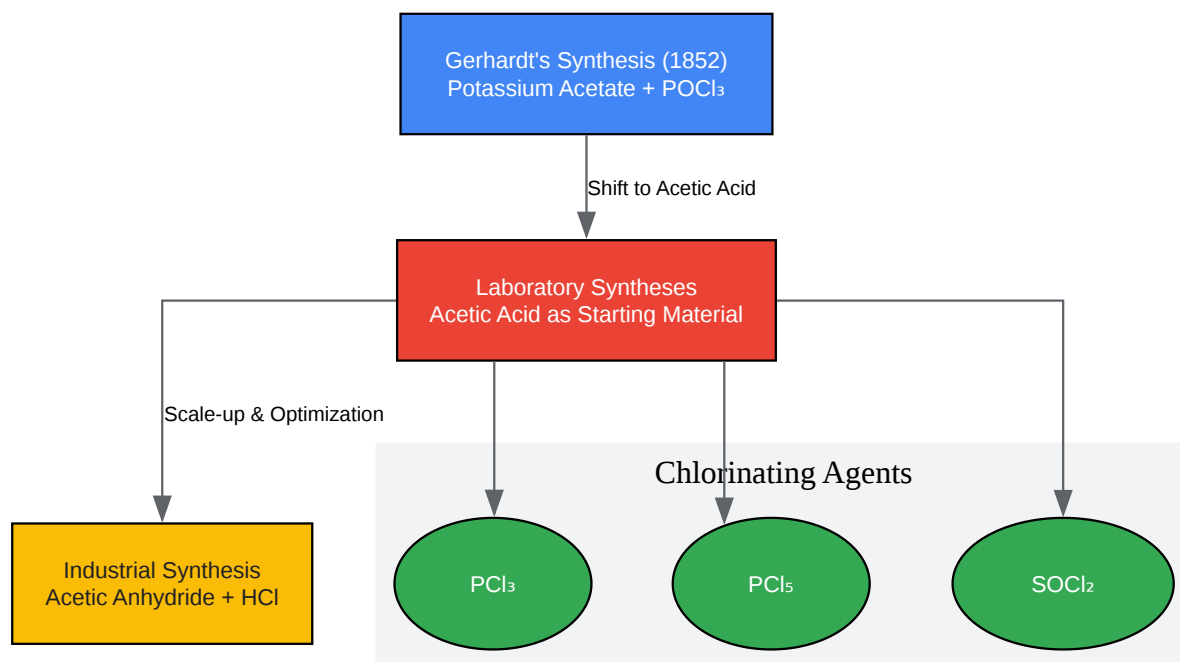 Gerhardt's Synthesis (1852)
Potassium Acetate + POCl₃
Shift to Acetic Acid
Laboratory Syntheses
Acetic Acid as Starting Material
Scale-up & Optimization
Chlorinating Agents
Industrial Synthesis
Acetic Anhydride + HCl
PCl₃
PCl₅
SOCl₂